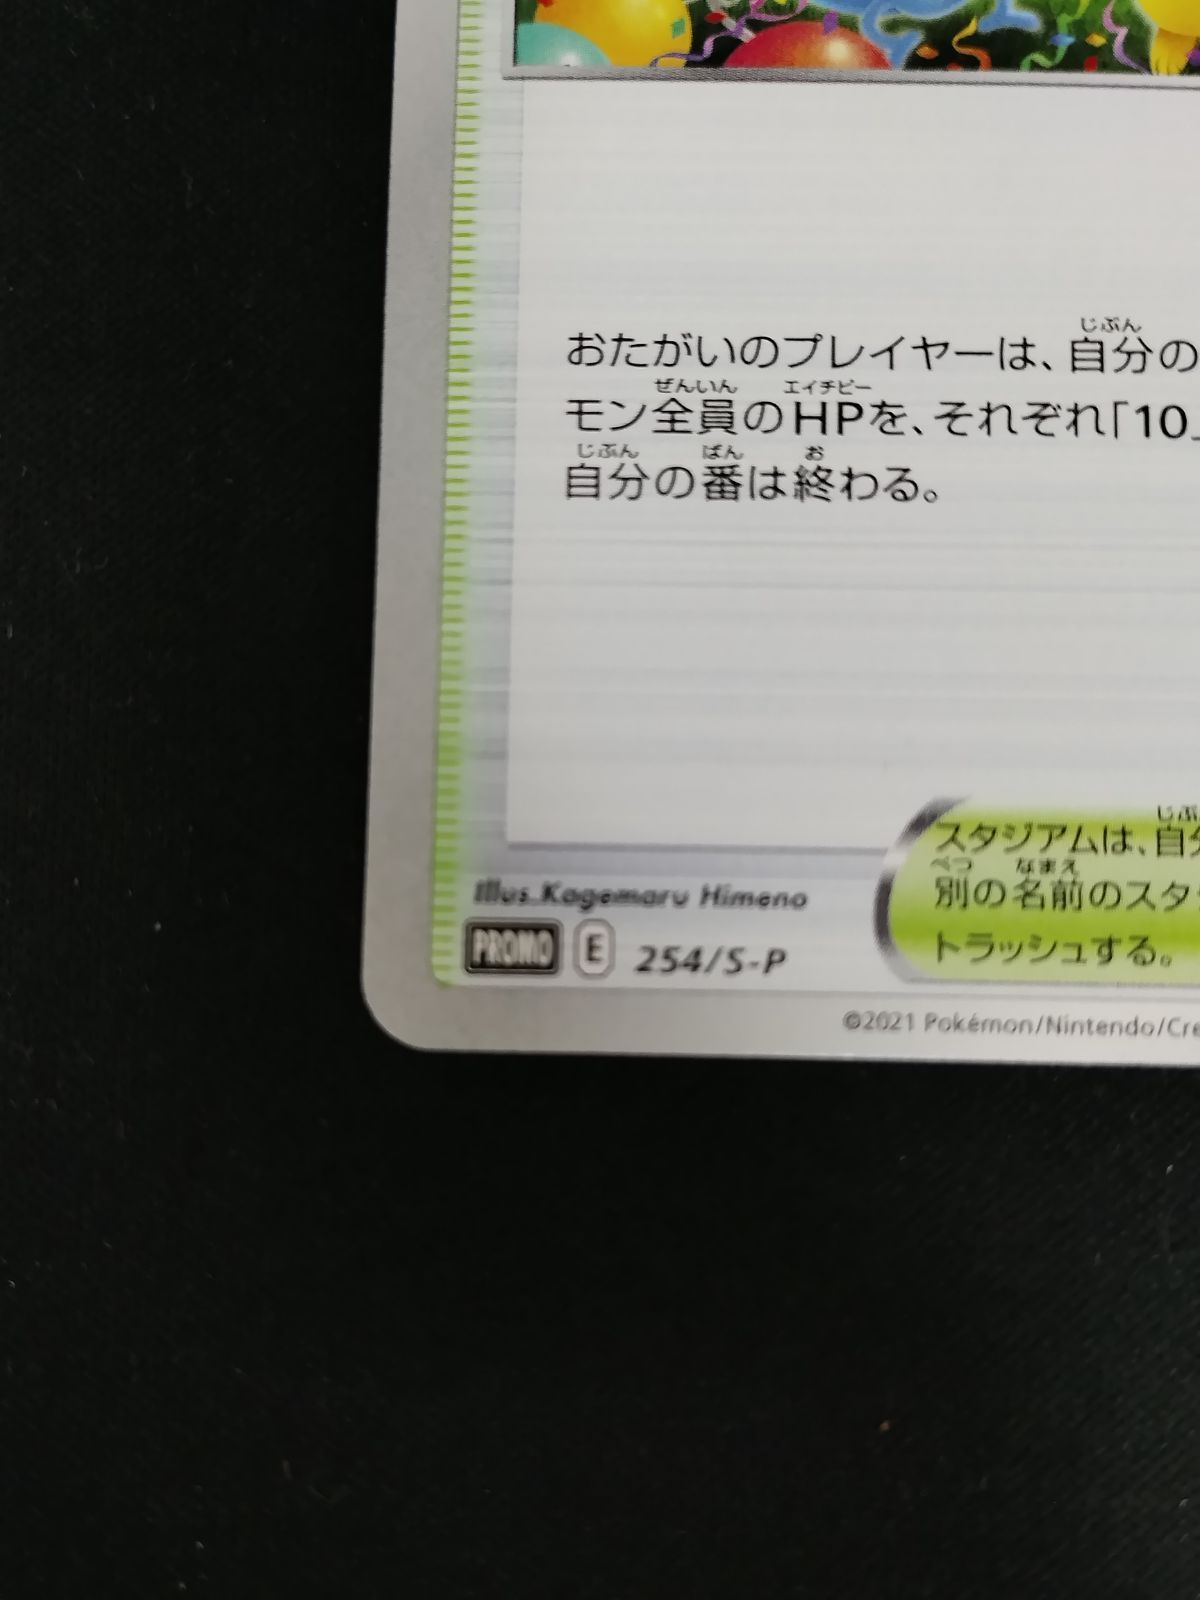 おたがいのプレイヤーは、自分の
モン全員のHPを、それぞれ「10」
自分の番は終わる。
スタジアムは、自分
別の名前のスタ
トラッシュする。
Illus. Kagemaru Himeno
PROMO E 254/S-P
©2021 Pokémon/Nintendo/Cre